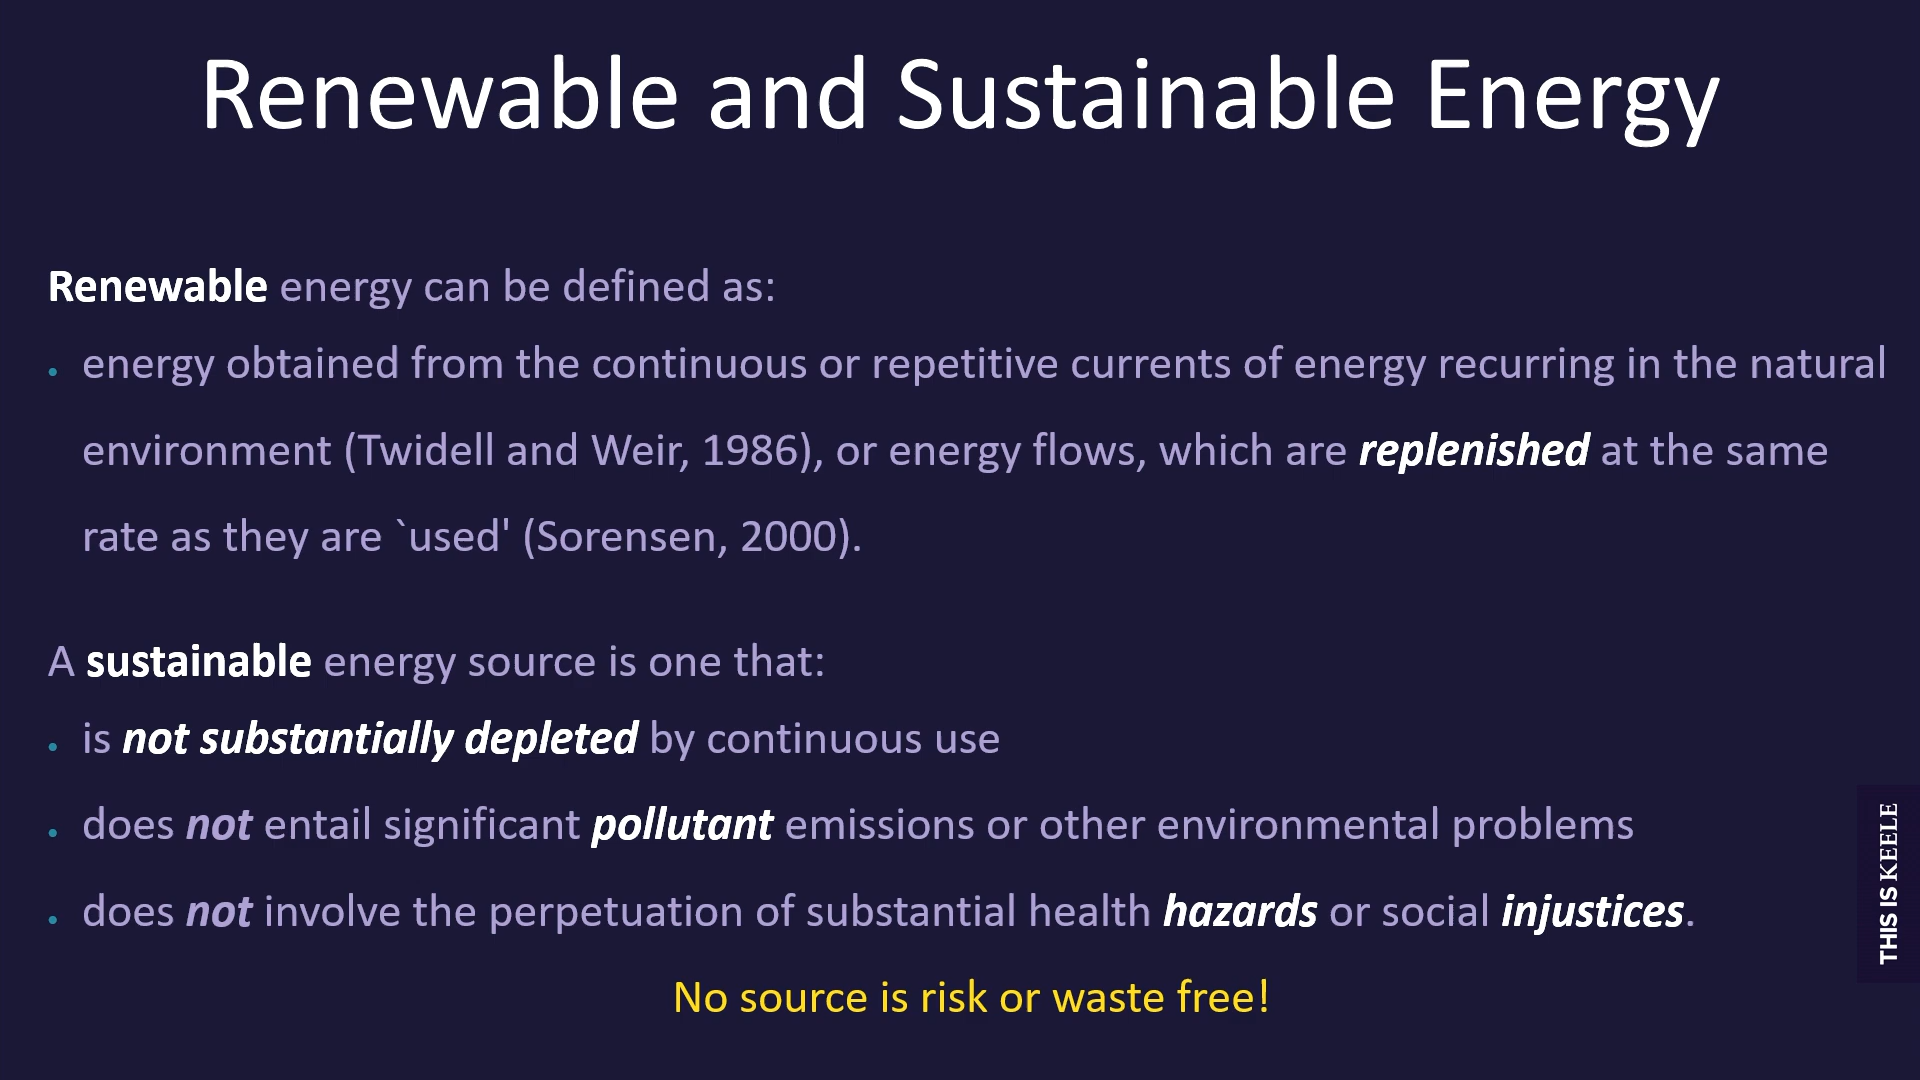 Renewable and Sustainable Energy
Renewable energy can be defined as:
• energy obtained from the continuous or repetitive currents of energy recurring in the natural
environment (Twidell and Weir, 1986), or energy flows, which are replenished at the same
rate as they are `used' (Sorensen, 2000).
A sustainable energy source is one that:
• is not substantially depleted by continuous use
• does not entail significant pollutant emissions or other environmental problems
• does not involve the perpetuation of substantial health hazards or social injustices.
No source is risk or waste free!
THIS IS KEELE